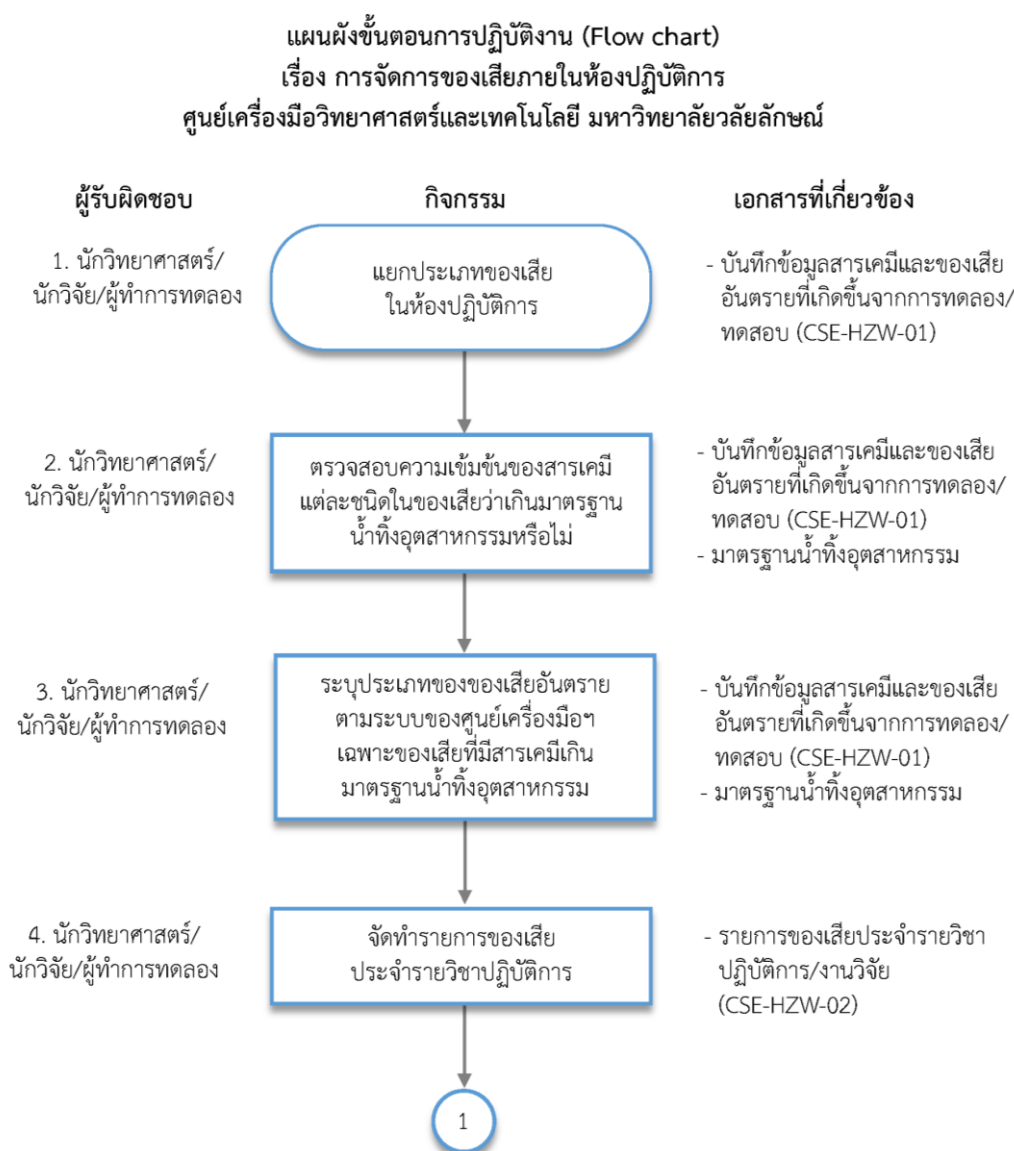 แผนผังขั้นตอนการปฏิบัติงาน (Flow chart)
เรื่อง การจัดการของเสียภายในห้องปฏิบัติการ
ศูนย์เครื่องมือวิทยาศาสตร์และเทคโนโลยี มหาวิทยาลัยวลัยลักษณ์
ผู้รับผิดชอบ
กิจกรรม
เอกสารที่เกี่ยวข้อง
1. นักวิทยาศาสตร์/
นักวิจัย/ผู้ทำการทดลอง
แยกประเภทของเสีย
ในห้องปฏิบัติการ
- บันทึกข้อมูลสารเคมีและของเสีย
อันตรายที่เกิดขึ้นจากการทดลอง/
ทดสอบ (CSE-HZW-01)
2. นักวิทยาศาสตร์/
นักวิจัย/ผู้ทำการทดลอง
ตรวจสอบความเข้มข้นของสารเคมี
แต่ละชนิดในของเสียว่าเกินมาตรฐาน
น้ำทิ้งอุตสาหกรรมหรือไม่
- บันทึกข้อมูลสารเคมีและของเสีย
อันตรายที่เกิดขึ้นจากการทดลอง/
ทดสอบ (CSE-HZW-01)
- มาตรฐานน้ำทิ้งอุตสาหกรรม
3. นักวิทยาศาสตร์/
นักวิจัย/ผู้ทำการทดลอง
ระบุประเภทของของเสียอันตราย
ตามระบบของศูนย์เครื่องมือฯ
เฉพาะของเสียที่มีสารเคมีเกิน
มาตรฐานน้ำทิ้งอุตสาหกรรม
- บันทึกข้อมูลสารเคมีและของเสีย
อันตรายที่เกิดขึ้นจากการทดลอง/
ทดสอบ (CSE-HZW-01)
- มาตรฐานน้ำทิ้งอุตสาหกรรม
4. นักวิทยาศาสตร์/
นักวิจัย/ผู้ทำการทดลอง
จัดทำรายการของเสีย
ประจำรายวิชาปฏิบัติการ
- รายการของเสียประจำรายวิชา
ปฏิบัติการ/งานวิจัย
(CSE-HZW-02)
1